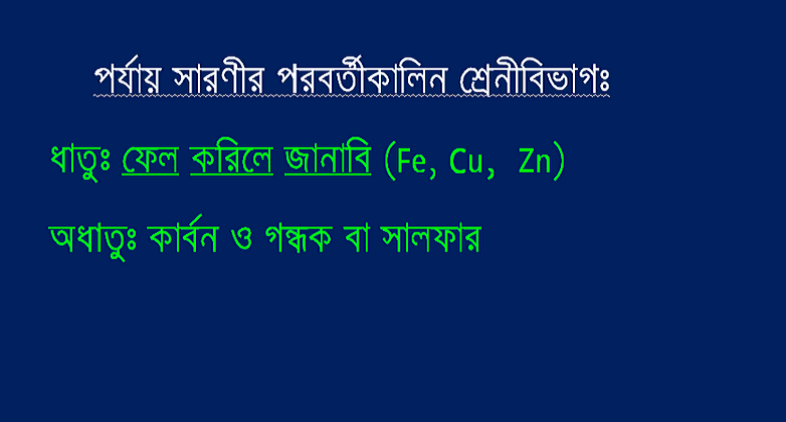 পর্যায় সারণীর পরবর্তীকালিন শ্রেনীবিভাগঃ
ধাতুঃ ফেল করিলে জানাবি (Fe, Cu, Zn)
অধাতুঃ কার্বন ও গন্ধক বা সালফার